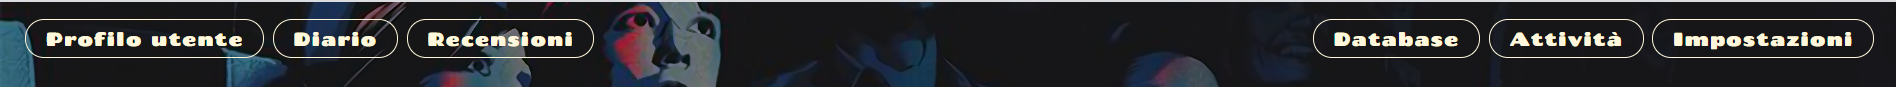 Profilo utente Diario Recensioni Database Attività Impostazioni